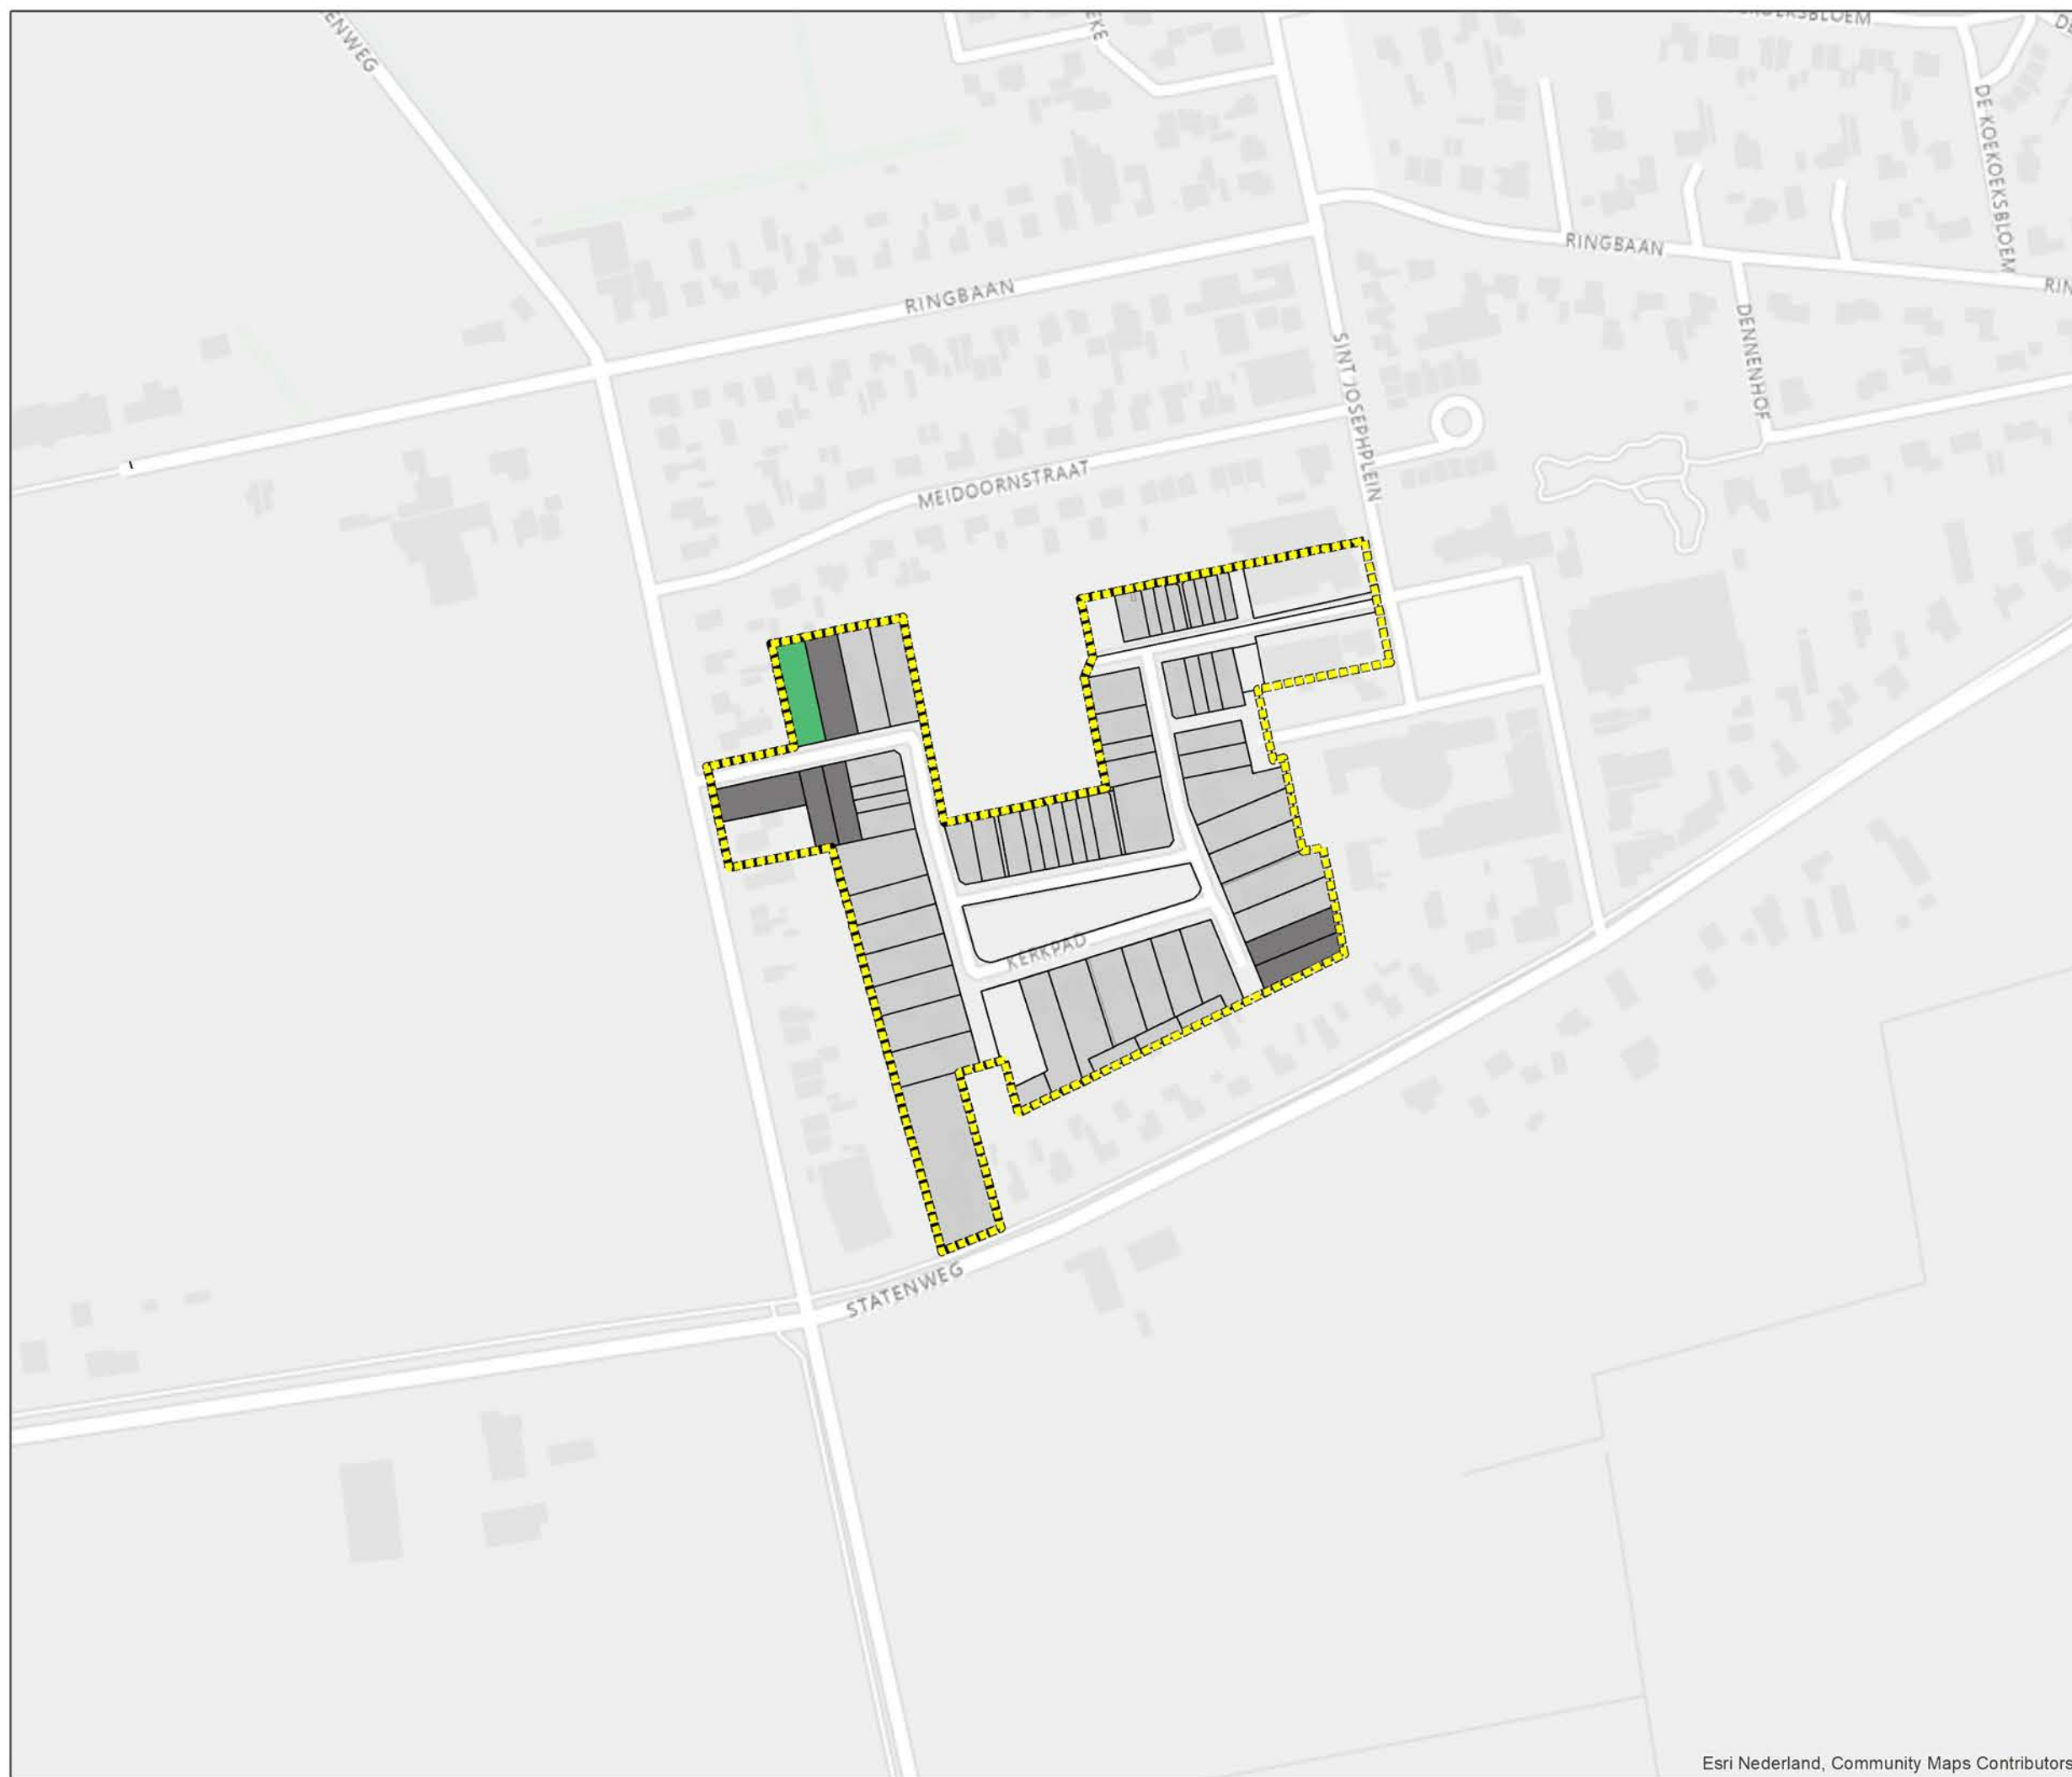 RINGBAAN
RINGBAAN
DE KOEKOEKSBLOEM
DENNENHOF
SINT JOSEPHPLEIN
MEIDOORNSTRAAT
KERKPAD
STATENWEG
Esri Nederland, Community Maps Contributors